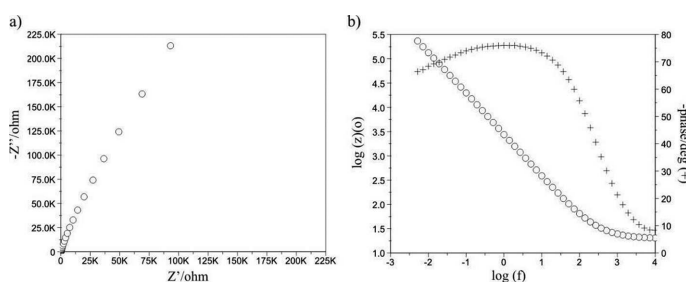 a)
225.0K
200.0K
175.0K
150.0K
125.0K
100.0K
75.0K
50.0K
25.0K
0
-Z''/ohm
0 25K 50K 75K 100K 125K 150K 175K 200K 225K
Z'/ohm
b)
5.5
5.0
4.5
4.0
3.5
3.0
2.5
2.0
1.5
1.0
log (z)(o)
80
70
60
50
40
30
20
10
0
-phase/deg (+)
-3 -2 -1 0 1 2 3 4
log (f)